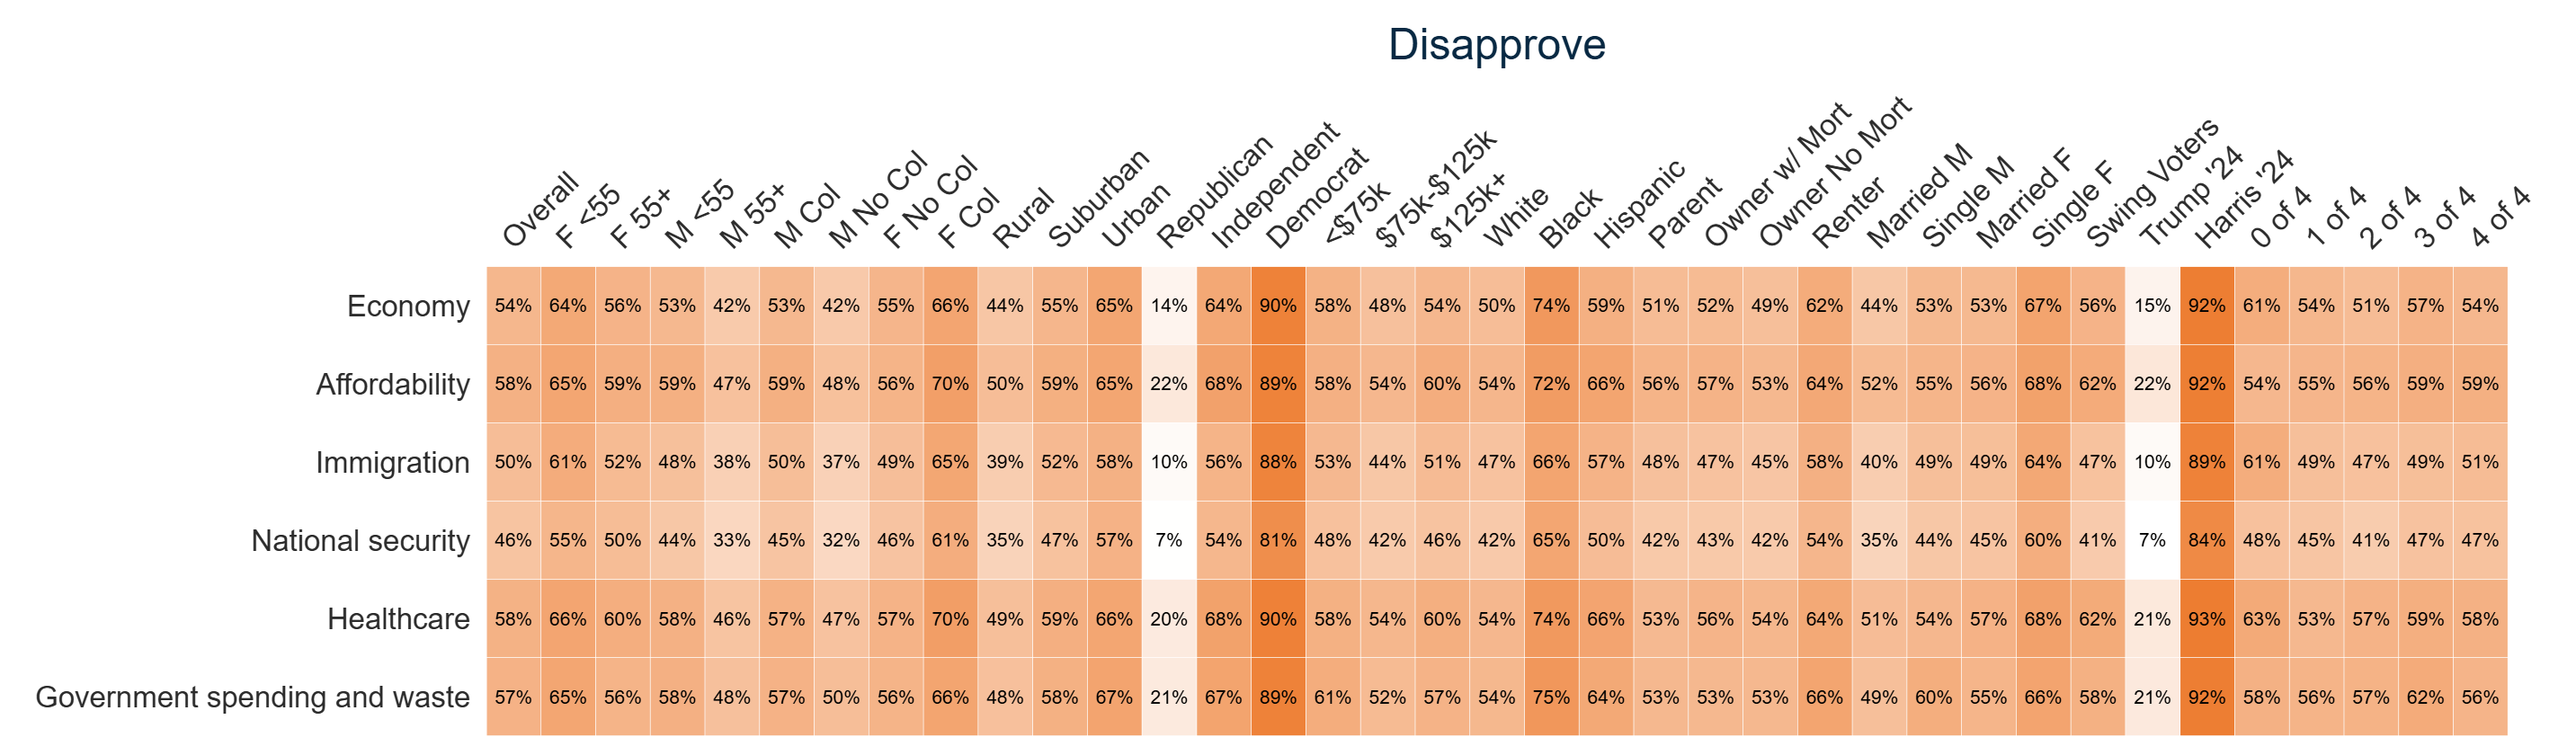 Disapprove
Overall F <55 F 55+ M <55 M 55+ M Col M No Col F No Col F Col Rural Suburban Urban Republican Independent Democrat <$75k $75k-$125k $125k+ White Black Hispanic Parent Owner w/ Mort Owner No Mort Renter Married M Single M Married F Single F Swing Voters Trump '24 Harris '24 0 of 4 1 of 4 2 of 4 3 of 4 4 of 4
Economy 54% 64% 56% 53% 42% 53% 42% 55% 66% 44% 55% 65% 14% 64% 90% 58% 48% 54% 50% 74% 59% 51% 52% 49% 62% 44% 53% 53% 67% 56% 15% 92% 61% 54% 51% 57% 54%
Affordability 58% 65% 59% 59% 47% 59% 48% 56% 70% 50% 59% 65% 22% 68% 89% 58% 54% 60% 54% 72% 66% 56% 57% 53% 64% 52% 55% 56% 68% 62% 22% 92% 54% 55% 56% 59% 59%
Immigration 50% 61% 52% 48% 38% 50% 37% 49% 65% 39% 52% 58% 10% 56% 88% 53% 44% 51% 47% 66% 57% 48% 47% 45% 58% 40% 49% 49% 64% 47% 10% 89% 61% 49% 47% 49% 51%
National security 46% 55% 50% 44% 33% 45% 32% 46% 61% 35% 47% 57% 7% 54% 81% 48% 42% 46% 42% 65% 50% 42% 43% 42% 54% 35% 44% 45% 60% 41% 7% 84% 48% 45% 41% 47% 47%
Healthcare 58% 66% 60% 58% 46% 57% 47% 57% 70% 49% 59% 66% 20% 68% 90% 58% 54% 60% 54% 74% 66% 53% 56% 54% 64% 51% 54% 57% 68% 62% 21% 93% 63% 53% 57% 59% 58%
Government spending and waste 57% 65% 56% 58% 48% 57% 50% 56% 66% 48% 58% 67% 21% 67% 89% 61% 52% 57% 54% 75% 64% 53% 53% 53% 66% 49% 60% 55% 66% 58% 21% 92% 58% 56% 57% 62% 56%